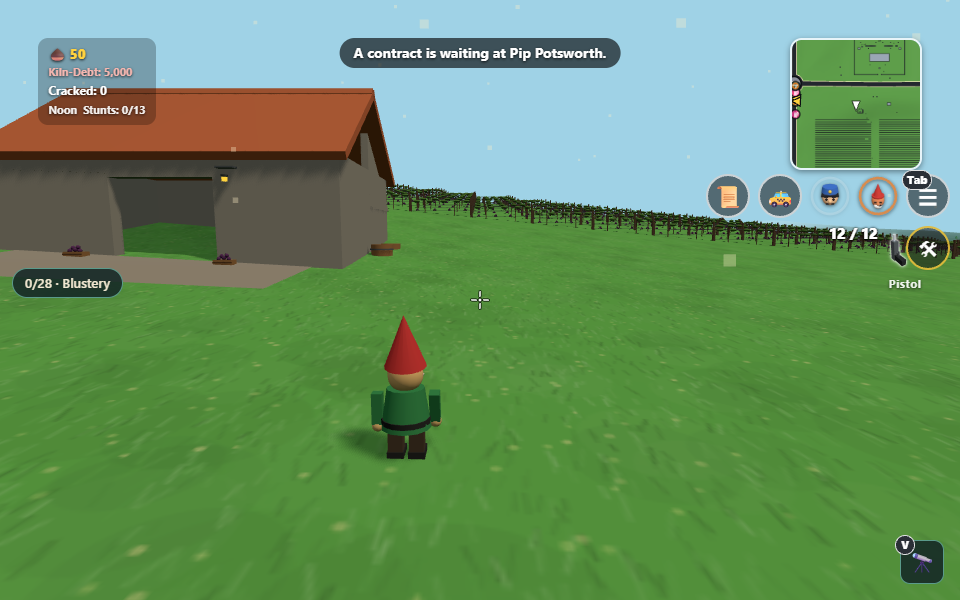 50
Kiln-Debt: 5,000
Cracked: 0
Noon Stunts: 0/13
A contract is waiting at Pip Potsworth.
Tab
12 / 12
Pistol
0/28 · Blustery
V